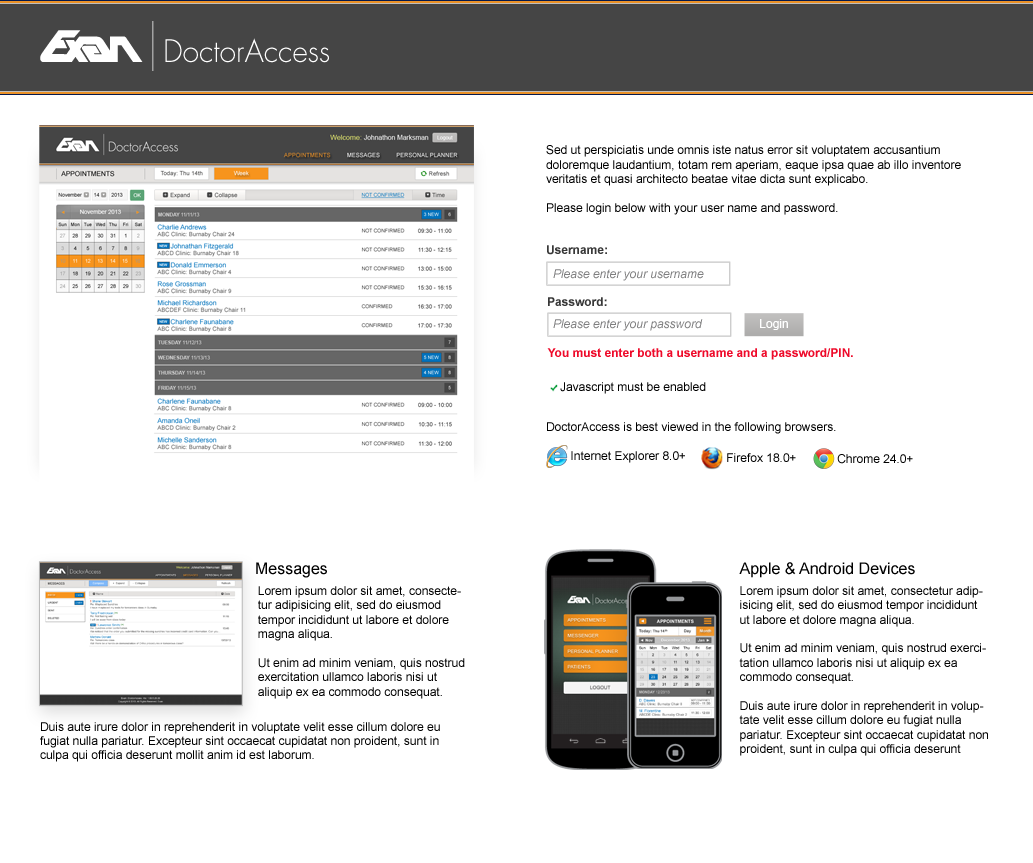 Exan DoctorAccess
Exan DoctorAccess
Welcome: Johnathon Marksman Logout
APPOINTMENTS MESSAGES PERSONAL PLANNER
APPOINTMENTS Today: Thu 14th Week Refresh
November 14 2013 OK
November 2013
Sun Mon Tue Wed Thu Fri Sat
27 28 29 30 31 1 2
3 4 5 6 7 8 9
11 12 13 14 15
17 18 19 20 21 22 23
24 25 26 27 28 29 30
Expand Collapse NOT CONFIRMED Time
MONDAY 11/11/13 3 NEW 6
Charlie Andrews
ABC Clinic: Burnaby Chair 24 NOT CONFIRMED 09:30 - 11:00
NEW Johnathan Fitzgerald
ABCD Clinic: Burnaby Chair 18 NOT CONFIRMED 11:30 - 12:15
NEW Donald Emmerson
ABC Clinic: Burnaby Chair 4 NOT CONFIRMED 13:00 - 15:00
Rose Grossman
ABC Clinic: Burnaby Chair 9 NOT CONFIRMED 15:30 - 16:15
Michael Richardson
ABCDEF Clinic: Burnaby Chair 11 CONFIRMED 16:30 - 17:00
NEW Charlene Faunabane
ABC Clinic: Burnaby Chair 8 CONFIRMED 17:00 - 17:30
TUESDAY 11/12/13 7
WEDNESDAY 11/13/13 5 NEW 8
THURSDAY 11/14/13 4 NEW 8
FRIDAY 11/15/13 5
Charlene Faunabane
ABC Clinic: Burnaby Chair 8 NOT CONFIRMED 09:00 - 10:00
Amanda Oneil
ABCD Clinic: Burnaby Chair 2 NOT CONFIRMED 10:30 - 11:15
Michelle Sanderson
ABC Clinic: Burnaby Chair 6 NOT CONFIRMED 11:30 - 12:00
Sed ut perspiciatis unde omnis iste natus error sit voluptatem accusantium
doloremque laudantium, totam rem aperiam, eaque ipsa quae ab illo inventore
veritatis et quasi architecto beatae vitae dicta sunt explicabo.
Please login below with your user name and password.
Username:
Please enter your username
Password:
Please enter your password Login
You must enter both a username and a password/PIN.
Javascript must be enabled
DoctorAccess is best viewed in the following browsers.
Internet Explorer 8.0+ Firefox 18.0+ Chrome 24.0+
Exan DoctorAccess
MESSAGES
Messages
Lorem ipsum dolor sit amet, consecte-
tur adipisicing elit, sed do eiusmod
tempor incididunt ut labore et dolore
magna aliqua.
Ut enim ad minim veniam, quis nostrud
exercitation ullamco laboris nisi ut
aliquip ex ea commodo consequat.
Duis aute irure dolor in reprehenderit in voluptate velit esse cillum dolore eu
fugiat nulla pariatur. Excepteur sint occaecat cupidatat non proident, sunt in
culpa qui officia deserunt mollit anim id est laborum.
Exan DoctorAcces
APPOINTMENTS
MESSENGER
PERSONAL PLANNER
PATIENTS
LOGOUT
APPOINTMENTS
Today: Thu 14th Day
Nov Jan
D. Davies
M. Fiorentine
Apple & Android Devices
Lorem ipsum dolor sit amet, consectetur adip-
isicing elit, sed do eiusmod tempor incididunt
ut labore et dolore magna aliqua.
Ut enim ad minim veniam, quis nostrud exerci-
tation ullamco laboris nisi ut aliquip ex ea
commodo consequat.
Duis aute irure dolor in reprehenderit in volup-
tate velit esse cillum dolore eu fugiat nulla
pariatur. Excepteur sint occaecat cupidatat non
proident, sunt in culpa qui officia deserunt